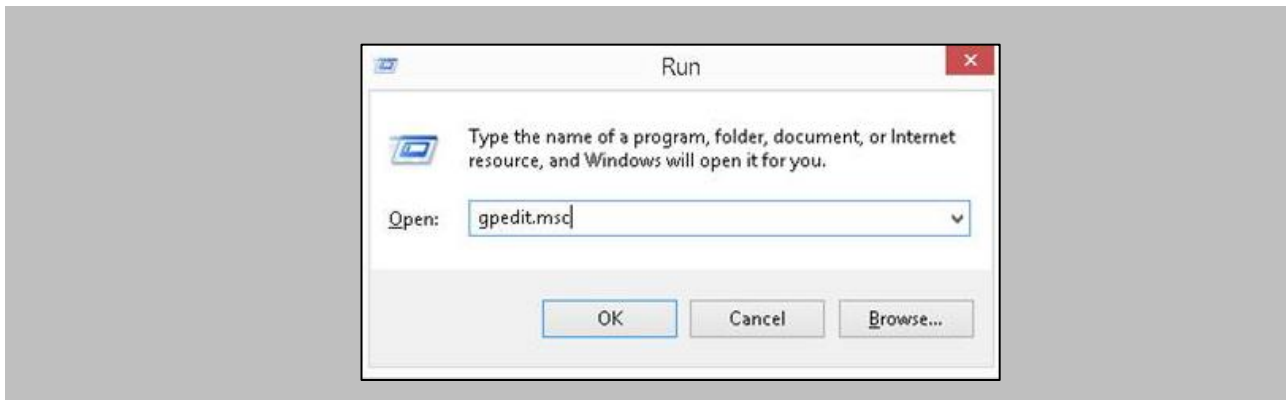 Run
Type the name of a program, folder, document, or Internet
resource, and Windows will open it for you.
Open: gpedit.msc
OK Cancel Browse...